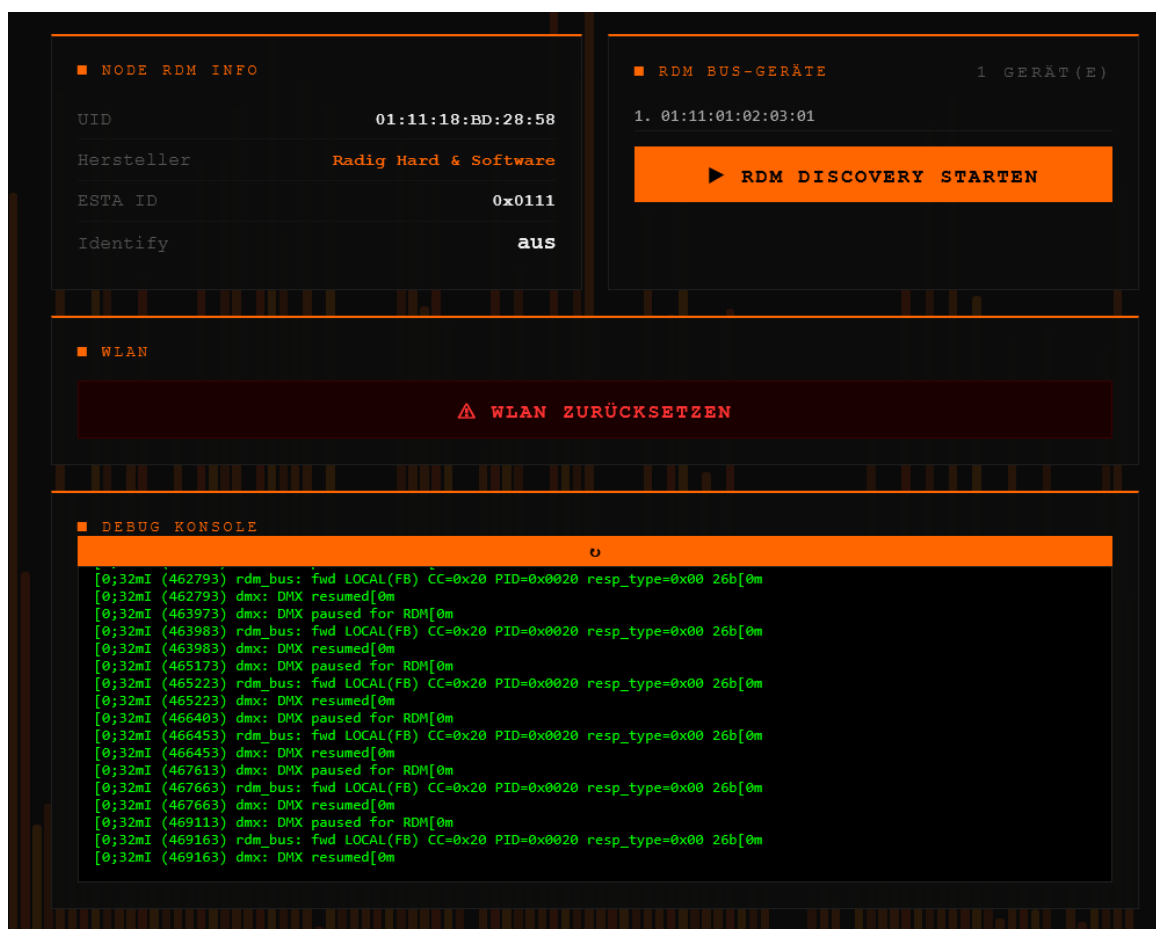 ■ NODE RDM INFO
UID 01:11:18:BD:28:58
Hersteller Radig Hard & Software
ESTA ID 0x0111
Identify aus
■ RDM BUS-GERÄTE 1 GERÄT(E)
1. 01:11:01:02:03:01
▶ RDM DISCOVERY STARTEN
■ WLAN
⚠ WLAN ZURÜCKSETZEN
■ DEBUG KONSOLE
↻
[0;32mI (462793) rdm_bus: fwd LOCAL(FB) CC=0x20 PID=0x0020 resp_type=0x00 26b[0m
[0;32mI (462793) dmx: DMX resumed[0m
[0;32mI (463973) dmx: DMX paused for RDM[0m
[0;32mI (463983) rdm_bus: fwd LOCAL(FB) CC=0x20 PID=0x0020 resp_type=0x00 26b[0m
[0;32mI (463983) dmx: DMX resumed[0m
[0;32mI (465173) dmx: DMX paused for RDM[0m
[0;32mI (465223) rdm_bus: fwd LOCAL(FB) CC=0x20 PID=0x0020 resp_type=0x00 26b[0m
[0;32mI (465223) dmx: DMX resumed[0m
[0;32mI (466403) dmx: DMX paused for RDM[0m
[0;32mI (466453) rdm_bus: fwd LOCAL(FB) CC=0x20 PID=0x0020 resp_type=0x00 26b[0m
[0;32mI (466453) dmx: DMX resumed[0m
[0;32mI (467613) dmx: DMX paused for RDM[0m
[0;32mI (467663) rdm_bus: fwd LOCAL(FB) CC=0x20 PID=0x0020 resp_type=0x00 26b[0m
[0;32mI (467663) dmx: DMX resumed[0m
[0;32mI (469113) dmx: DMX paused for RDM[0m
[0;32mI (469163) rdm_bus: fwd LOCAL(FB) CC=0x20 PID=0x0020 resp_type=0x00 26b[0m
[0;32mI (469163) dmx: DMX resumed[0m